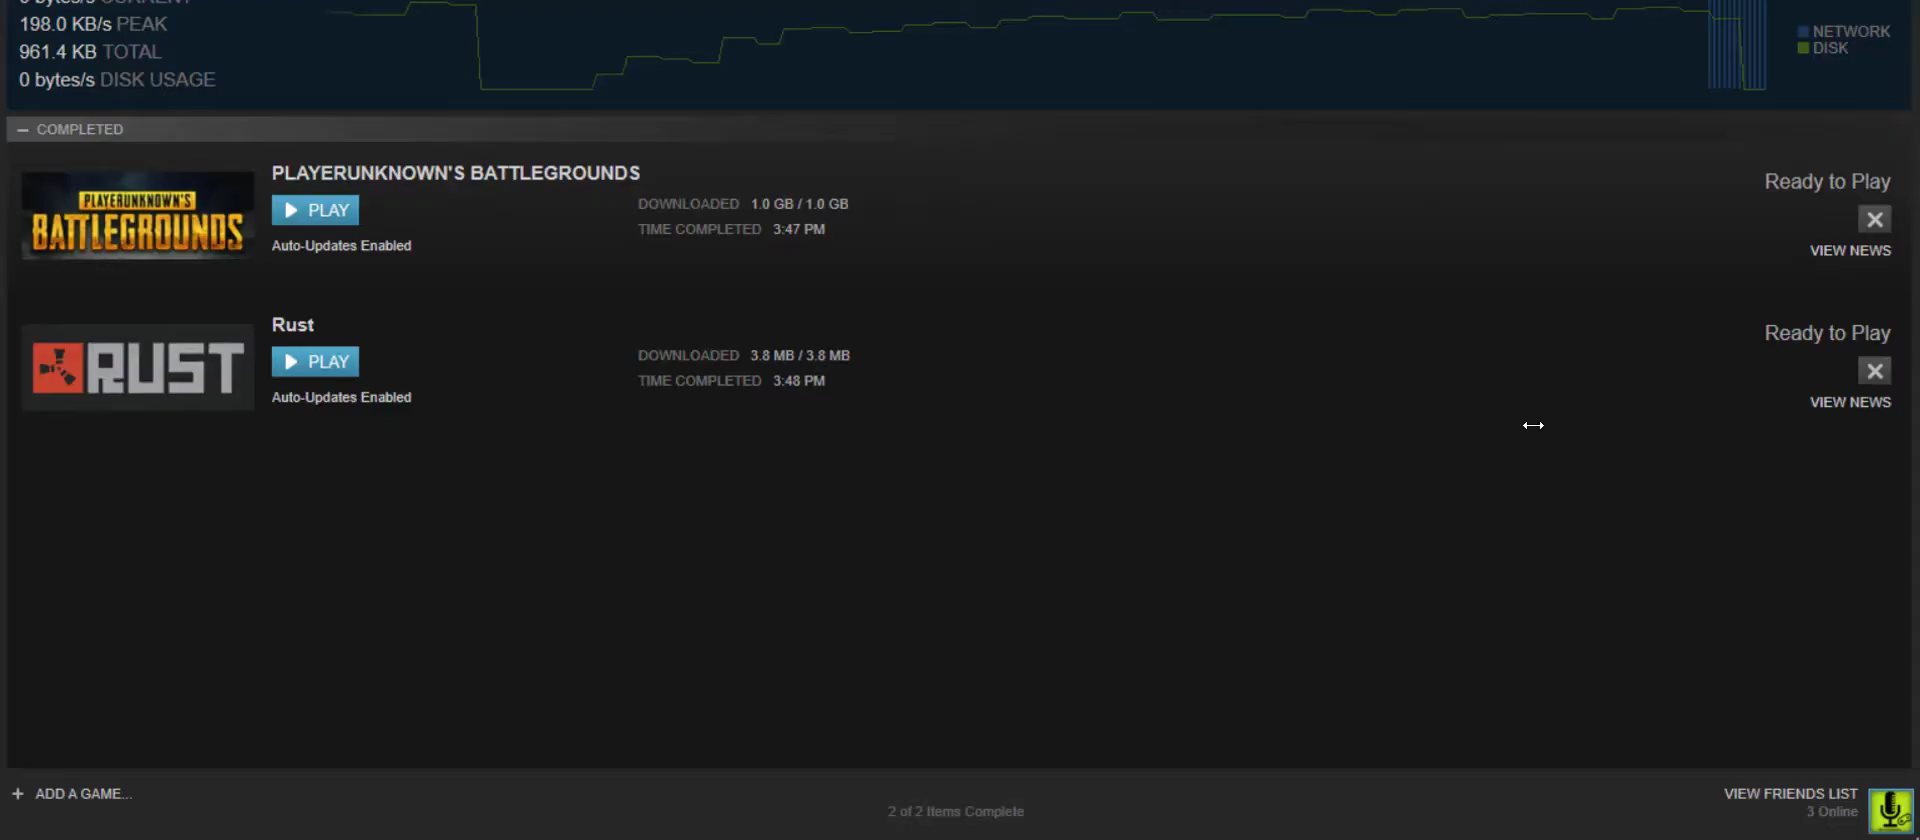 0 bytes/s CURRENT
198.0 KB/s PEAK
961.4 KB TOTAL
0 bytes/s DISK USAGE
NETWORK
DISK
COMPLETED
PLAYERUNKNOWN'S
BATTLEGROUNDS
PLAYERUNKNOWN'S BATTLEGROUNDS
PLAY
Auto-Updates Enabled
DOWNLOADED 1.0 GB / 1.0 GB
TIME COMPLETED 3:47 PM
Ready to Play
VIEW NEWS
RUST
Rust
PLAY
Auto-Updates Enabled
DOWNLOADED 3.8 MB / 3.8 MB
TIME COMPLETED 3:48 PM
Ready to Play
VIEW NEWS
+ ADD A GAME...
2 of 2 Items Complete
VIEW FRIENDS LIST
3 Online